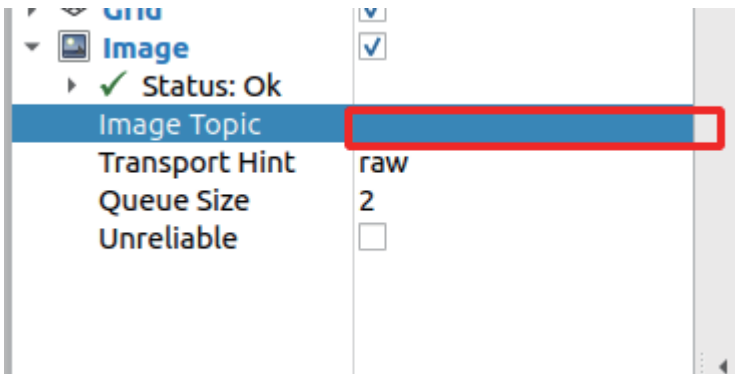 Grid
Image
Status: Ok
Image Topic
Transport Hint raw
Queue Size 2
Unreliable